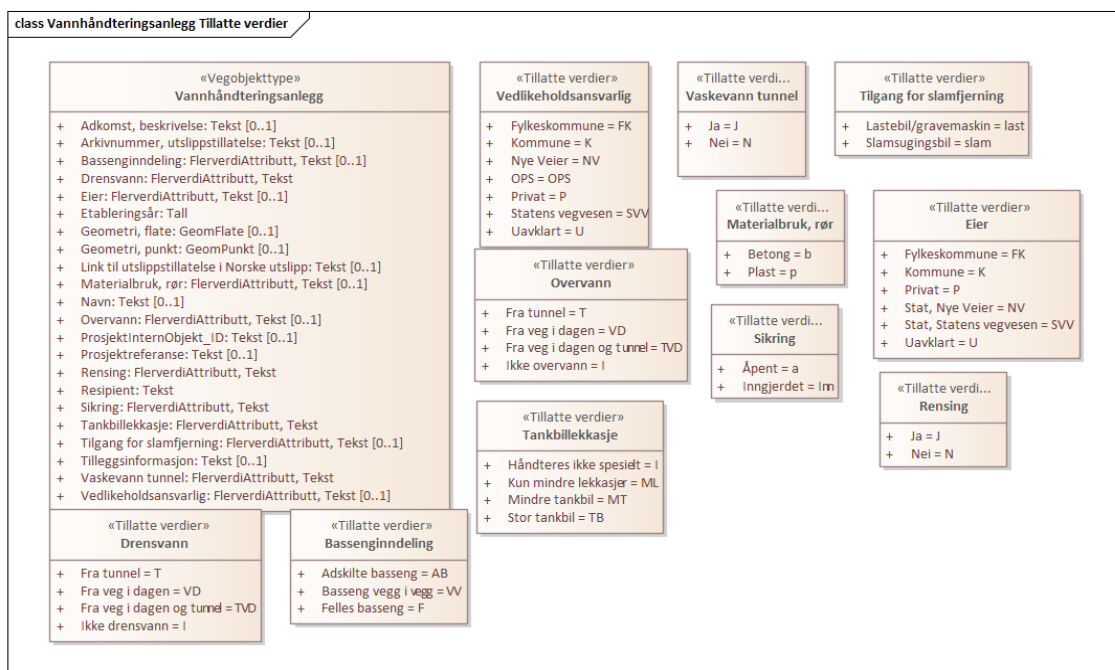 class Vannhåndteringsanlegg Tillatte verdier
«Vegobjekttype»
Vannhåndteringsanlegg
+ Adkomst, beskrivelse: Tekst [0..1]
+ Arkivnummer, utslippstillatelse: Tekst [0..1]
+ Bassenginndeling: FlerverdiAttributt, Tekst [0..1]
+ Drensvann: FlerverdiAttributt, Tekst
+ Eier: FlerverdiAttributt, Tekst [0..1]
+ Etableringsår: Tall
+ Geometri, flate: GeomFlate [0..1]
+ Geometri, punkt: GeomPunkt [0..1]
+ Link til utslippstillatelse i Norske utslipp: Tekst [0..1]
+ Materialbruk, rør: FlerverdiAttributt, Tekst [0..1]
+ Navn: Tekst [0..1]
+ Overvann: FlerverdiAttributt, Tekst [0..1]
+ ProsjektInternObjekt_ID: Tekst [0..1]
+ Prosjektreferanse: Tekst [0..1]
+ Rensing: FlerverdiAttributt, Tekst
+ Resipient: Tekst
+ Sikring: FlerverdiAttributt, Tekst
+ Tankbillekkasje: FlerverdiAttributt, Tekst
+ Tilgang for slamfjerning: FlerverdiAttributt, Tekst [0..1]
+ Tilleggsinformasjon: Tekst [0..1]
+ Vaskevann tunnel: FlerverdiAttributt, Tekst
+ Vedlikeholdsansvarlig: FlerverdiAttributt, Tekst [0..1]
«Tillatte verdier»
Vedlikeholdsansvarlig
+ Fylkeskommune = FK
+ Kommune = K
+ Nye Veier = NV
+ OPS = OPS
+ Privat = P
+ Statens vegvesen = SVV
+ Uavklart = U
«Tillatte verdi...
Vaskevann tunnel
+ Ja = J
+ Nei = N
«Tillatte verdier»
Tilgang for slamfjerning
+ Lastebil/gravemaskin = last
+ Slamsugingsbil = slam
«Tillatte verdi...
Materialbruk, rør
+ Betong = b
+ Plast = p
«Tillatte verdier»
Eier
+ Fylkeskommune = FK
+ Kommune = K
+ Privat = P
+ Stat, Nye Veier = NV
+ Stat, Statens vegvesen = SVV
+ Uavklart = U
«Tillatte verdier»
Overvann
+ Fra tunnel = T
+ Fra veg i dagen = VD
+ Fra veg i dagen og tunnel = TVD
+ Ikke overvann = I
«Tillatte verdi...
Sikring
+ Åpent = a
+ Inngjerdet = Inn
«Tillatte verdi...
Rensing
+ Ja = J
+ Nei = N
«Tillatte verdier»
Tankbillekkasje
+ Håndteres ikke spesielt = I
+ Kun mindre lekkasjer = ML
+ Mindre tankbil = MT
+ Stor tankbil = TB
«Tillatte verdier»
Drensvann
+ Fra tunnel = T
+ Fra veg i dagen = VD
+ Fra veg i dagen og tunnel = TVD
+ Ikke drensvann = I
«Tillatte verdier»
Bassenginndeling
+ Adskilte basseng = AB
+ Basseng vegg i vegg = VV
+ Felles basseng = F